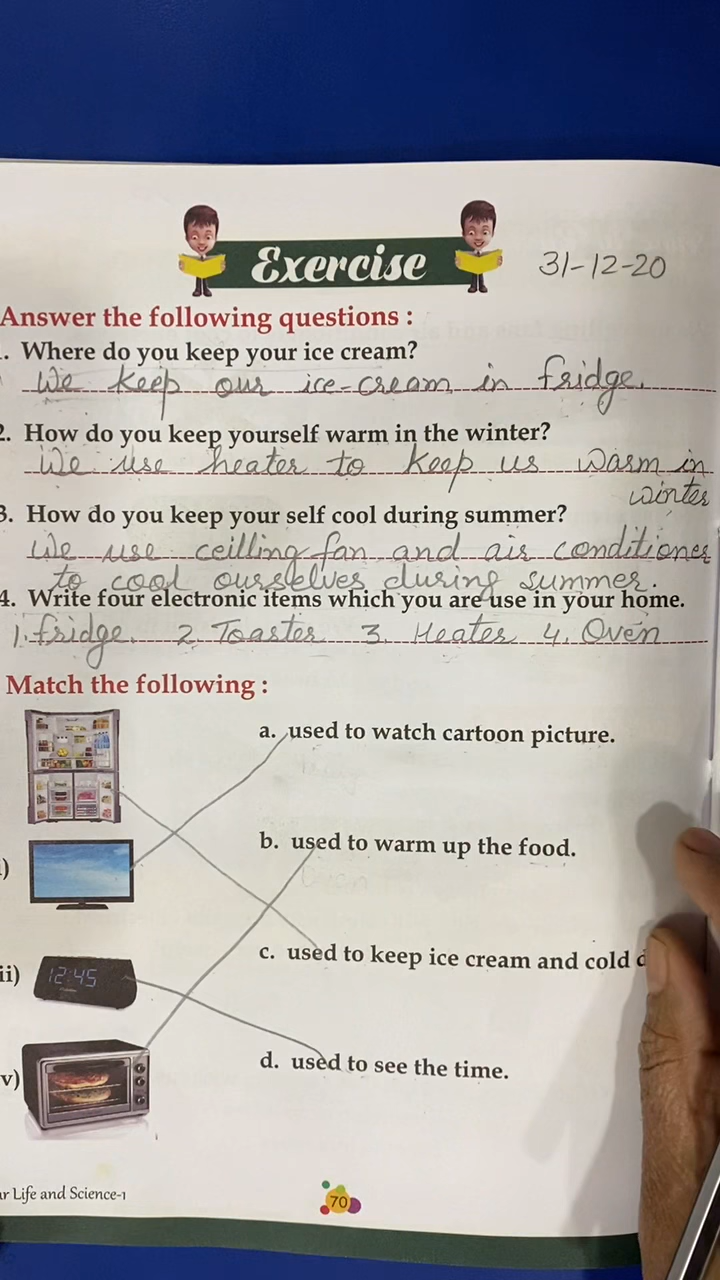 Exercise
31-12-20
Answer the following questions :
. Where do you keep your ice cream?
We keep our ice-cream in fridge.
2. How do you keep yourself warm in the winter?
We use heater to keep us warm in
winter
3. How do you keep your self cool during summer?
We use ceilling fan and air conditioner
to cool ourselves during summer.
4. Write four electronic items which you are use in your home.
1. fridge. 2. Toaster 3. Heater 4. Oven
Match the following :
a. used to watch cartoon picture.
b. used to warm up the food.
)
c. used to keep ice cream and cold d
ii)
12:45
d. used to see the time.
v)
r Life and Science-1
70